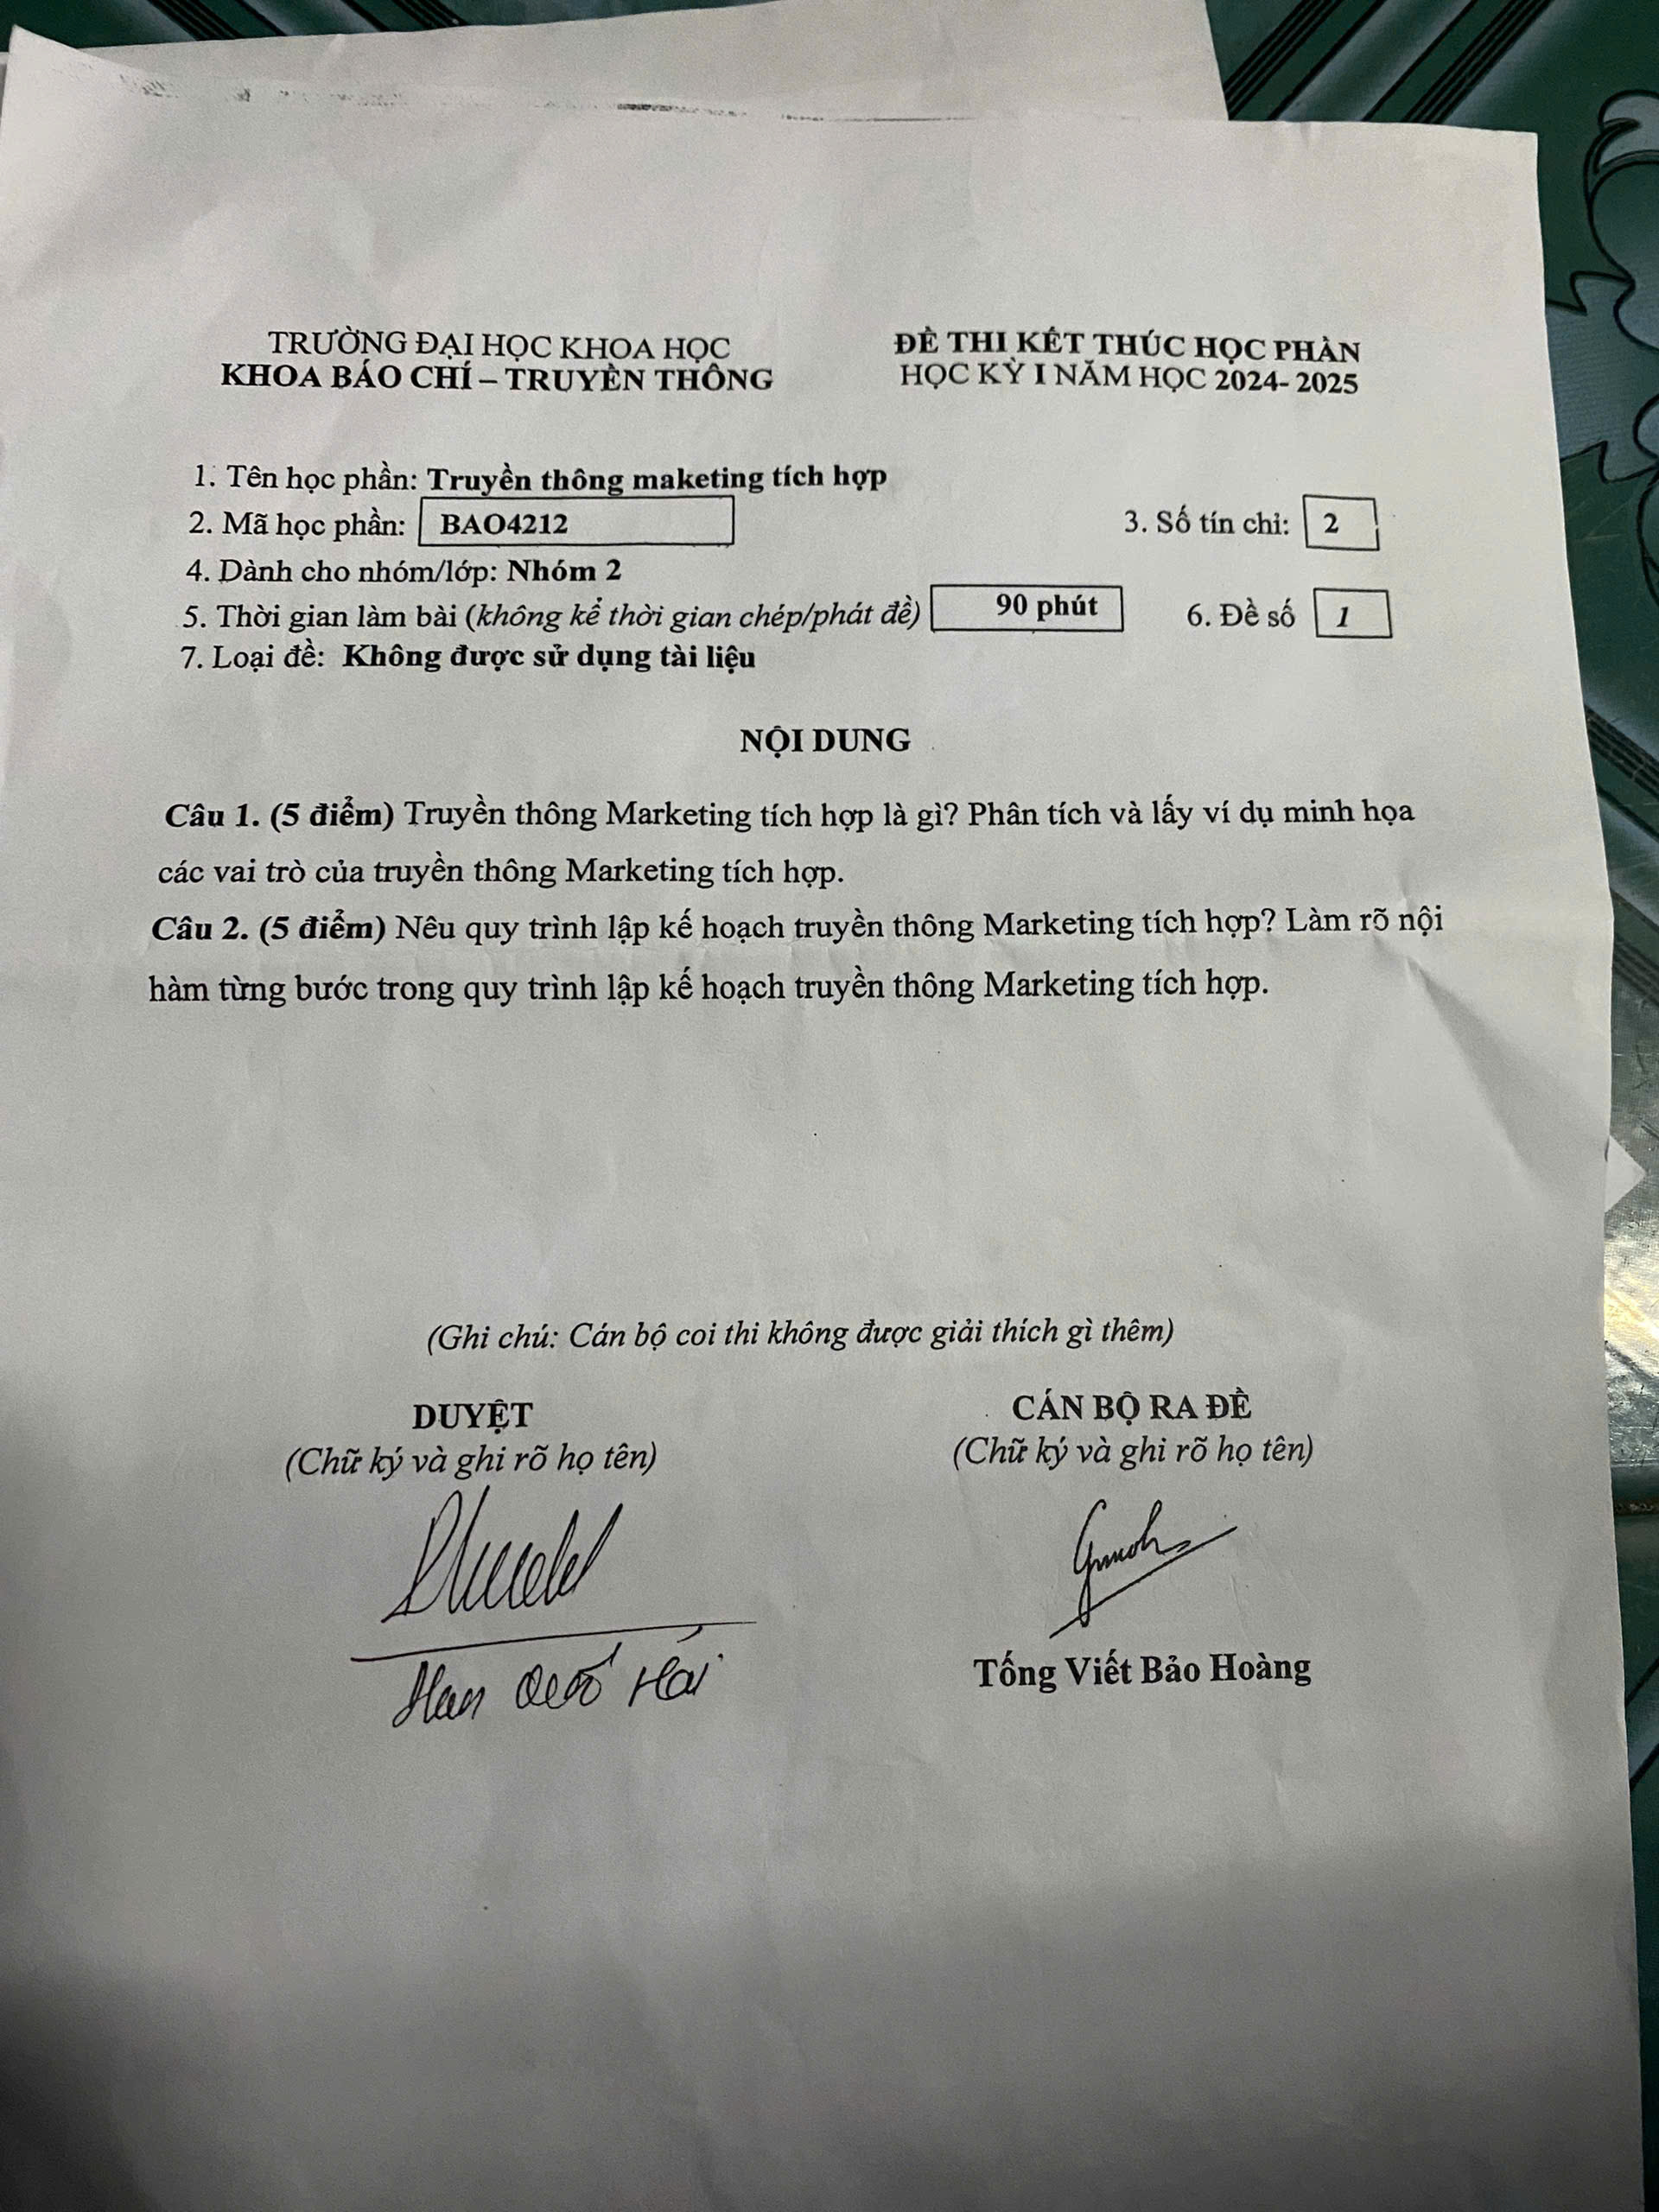 TRƯỜNG ĐẠI HỌC KHOA HỌC
KHOA BÁO CHÍ – TRUYỀN THÔNG
ĐỀ THI KẾT THÚC HỌC PHẦN
HỌC KỲ I NĂM HỌC 2024- 2025
1. Tên học phần: Truyền thông maketing tích hợp
2. Mã học phần: BAO4212
3. Số tín chỉ: 2
4. Dành cho nhóm/lớp: Nhóm 2
5. Thời gian làm bài (không kể thời gian chép/phát đề) 90 phút
6. Đề số 1
7. Loại đề: Không được sử dụng tài liệu
NỘI DUNG
Câu 1. (5 điểm) Truyền thông Marketing tích hợp là gì? Phân tích và lấy ví dụ minh họa
các vai trò của truyền thông Marketing tích hợp.
Câu 2. (5 điểm) Nêu quy trình lập kế hoạch truyền thông Marketing tích hợp? Làm rõ nội
hàm từng bước trong quy trình lập kế hoạch truyền thông Marketing tích hợp.
(Ghi chú: Cán bộ coi thi không được giải thích gì thêm)
DUYỆT
(Chữ ký và ghi rõ họ tên)
CÁN BỘ RA ĐỀ
(Chữ ký và ghi rõ họ tên)
Tống Viết Bảo Hoàng